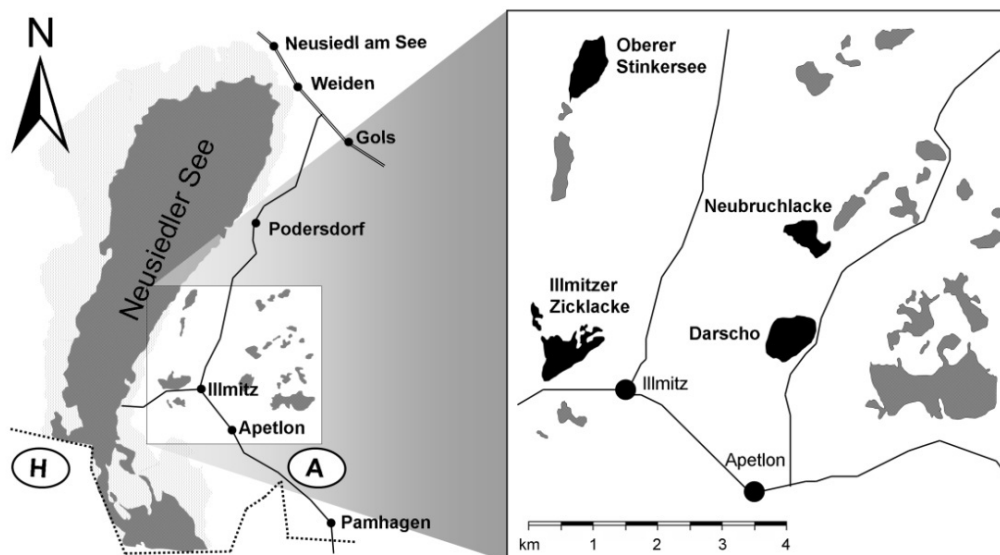 N
Neusiedl am See
Weiden
Gols
Podersdorf
Neusiedler See
Illmitz
Apetlon
H
A
Pamhagen
Oberer
Stinkersee
Neubruchlacke
Illmitzer
Zicklacke
Darscho
Illmitz
Apetlon
km 1 2 3 4